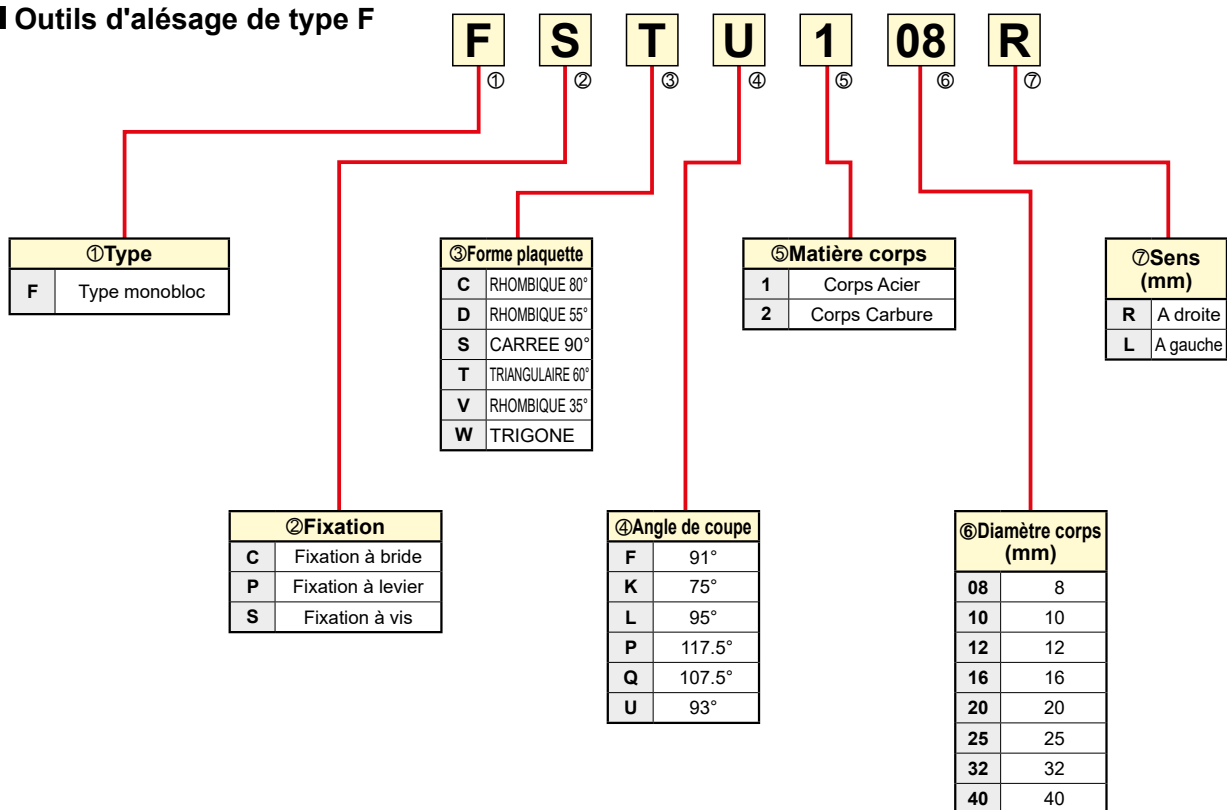 Outils d'alésage de type F
F S T U 1 08 R
① ② ③ ④ ⑤ ⑥ ⑦
①Type
F Type monobloc
③Forme plaquette
C RHOMBIQUE 80°
D RHOMBIQUE 55°
S CARREE 90°
T TRIANGULAIRE 60°
V RHOMBIQUE 35°
W TRIGONE
⑤Matière corps
1 Corps Acier
2 Corps Carbure
⑦Sens
(mm)
R A droite
L A gauche
②Fixation
C Fixation à bride
P Fixation à levier
S Fixation à vis
④Angle de coupe
F 91°
K 75°
L 95°
P 117.5°
Q 107.5°
U 93°
⑥Diamètre corps
(mm)
08 8
10 10
12 12
16 16
20 20
25 25
32 32
40 40